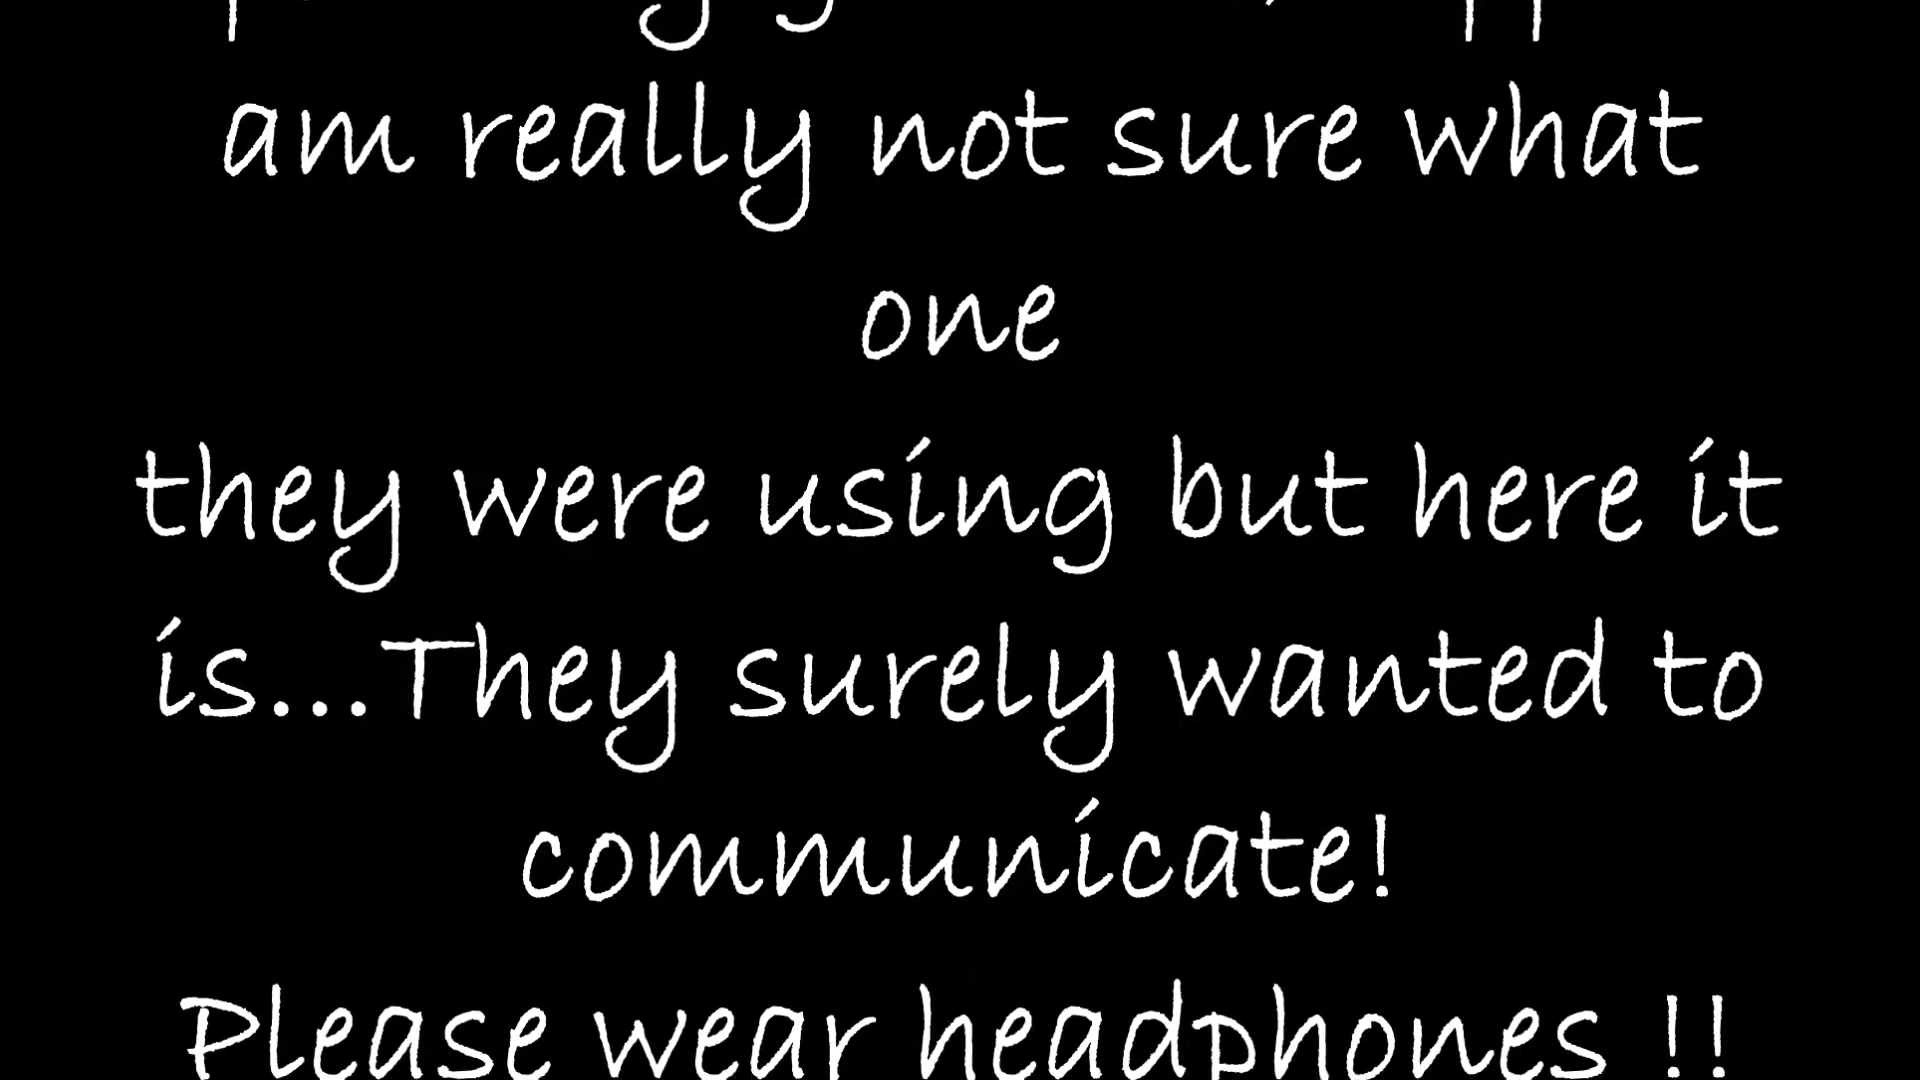 am really not sure what
one
they were using but here it
is...They surely wanted to
communicate!
Please wear headphones !!